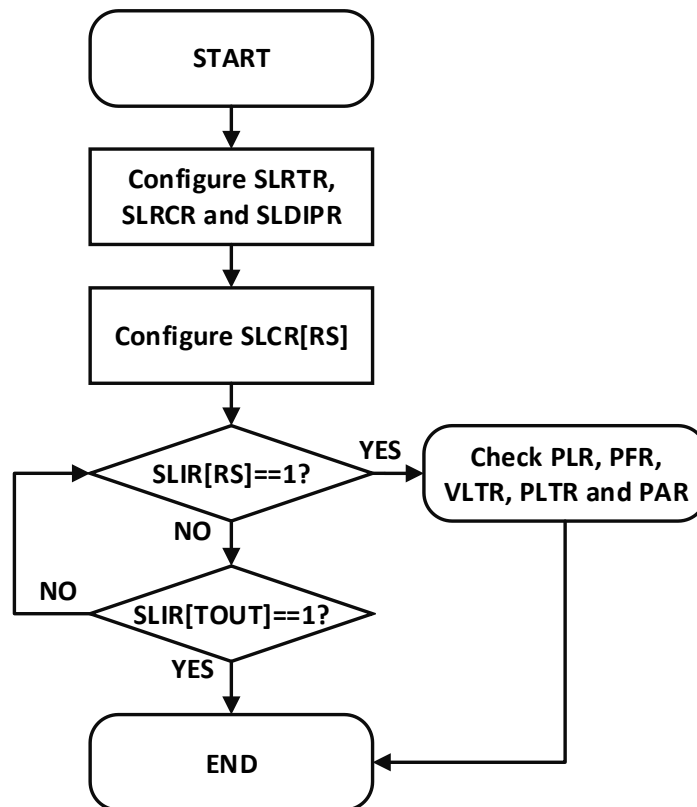 START
Configure SLRTR,
SLRCR and SLDIPR
Configure SLCR[RS]
SLIR[RS]==1?
YES
Check PLR, PFR,
VLTR, PLTR and PAR
NO
SLIR[TOUT]==1?
NO
YES
END